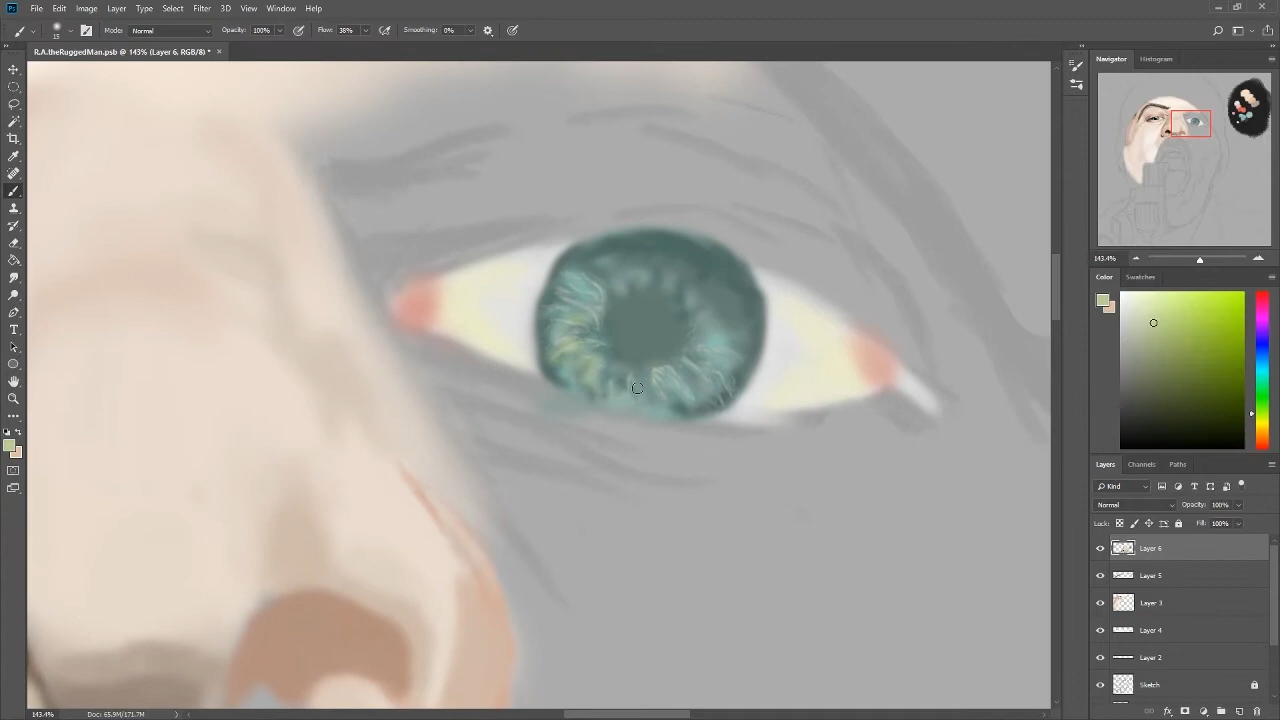 Ps File Edit Image Layer Type Select Filter 3D View Window Help
15 Mode: Normal Opacity: 100% Flow: 38% Smoothing: 0%
R.A.theRuggedMan.psb @ 143% (Layer 6, RGB/8) * ×
Navigator Histogram
143.4%
Color Swatches
Layers Channels Paths
Kind
Normal Opacity: 100%
Lock: Fill: 100%
Layer 6
Layer 5
Layer 3
Layer 4
Layer 2
Sketch
fx
143.4% Doc: 65.9M/171.7M